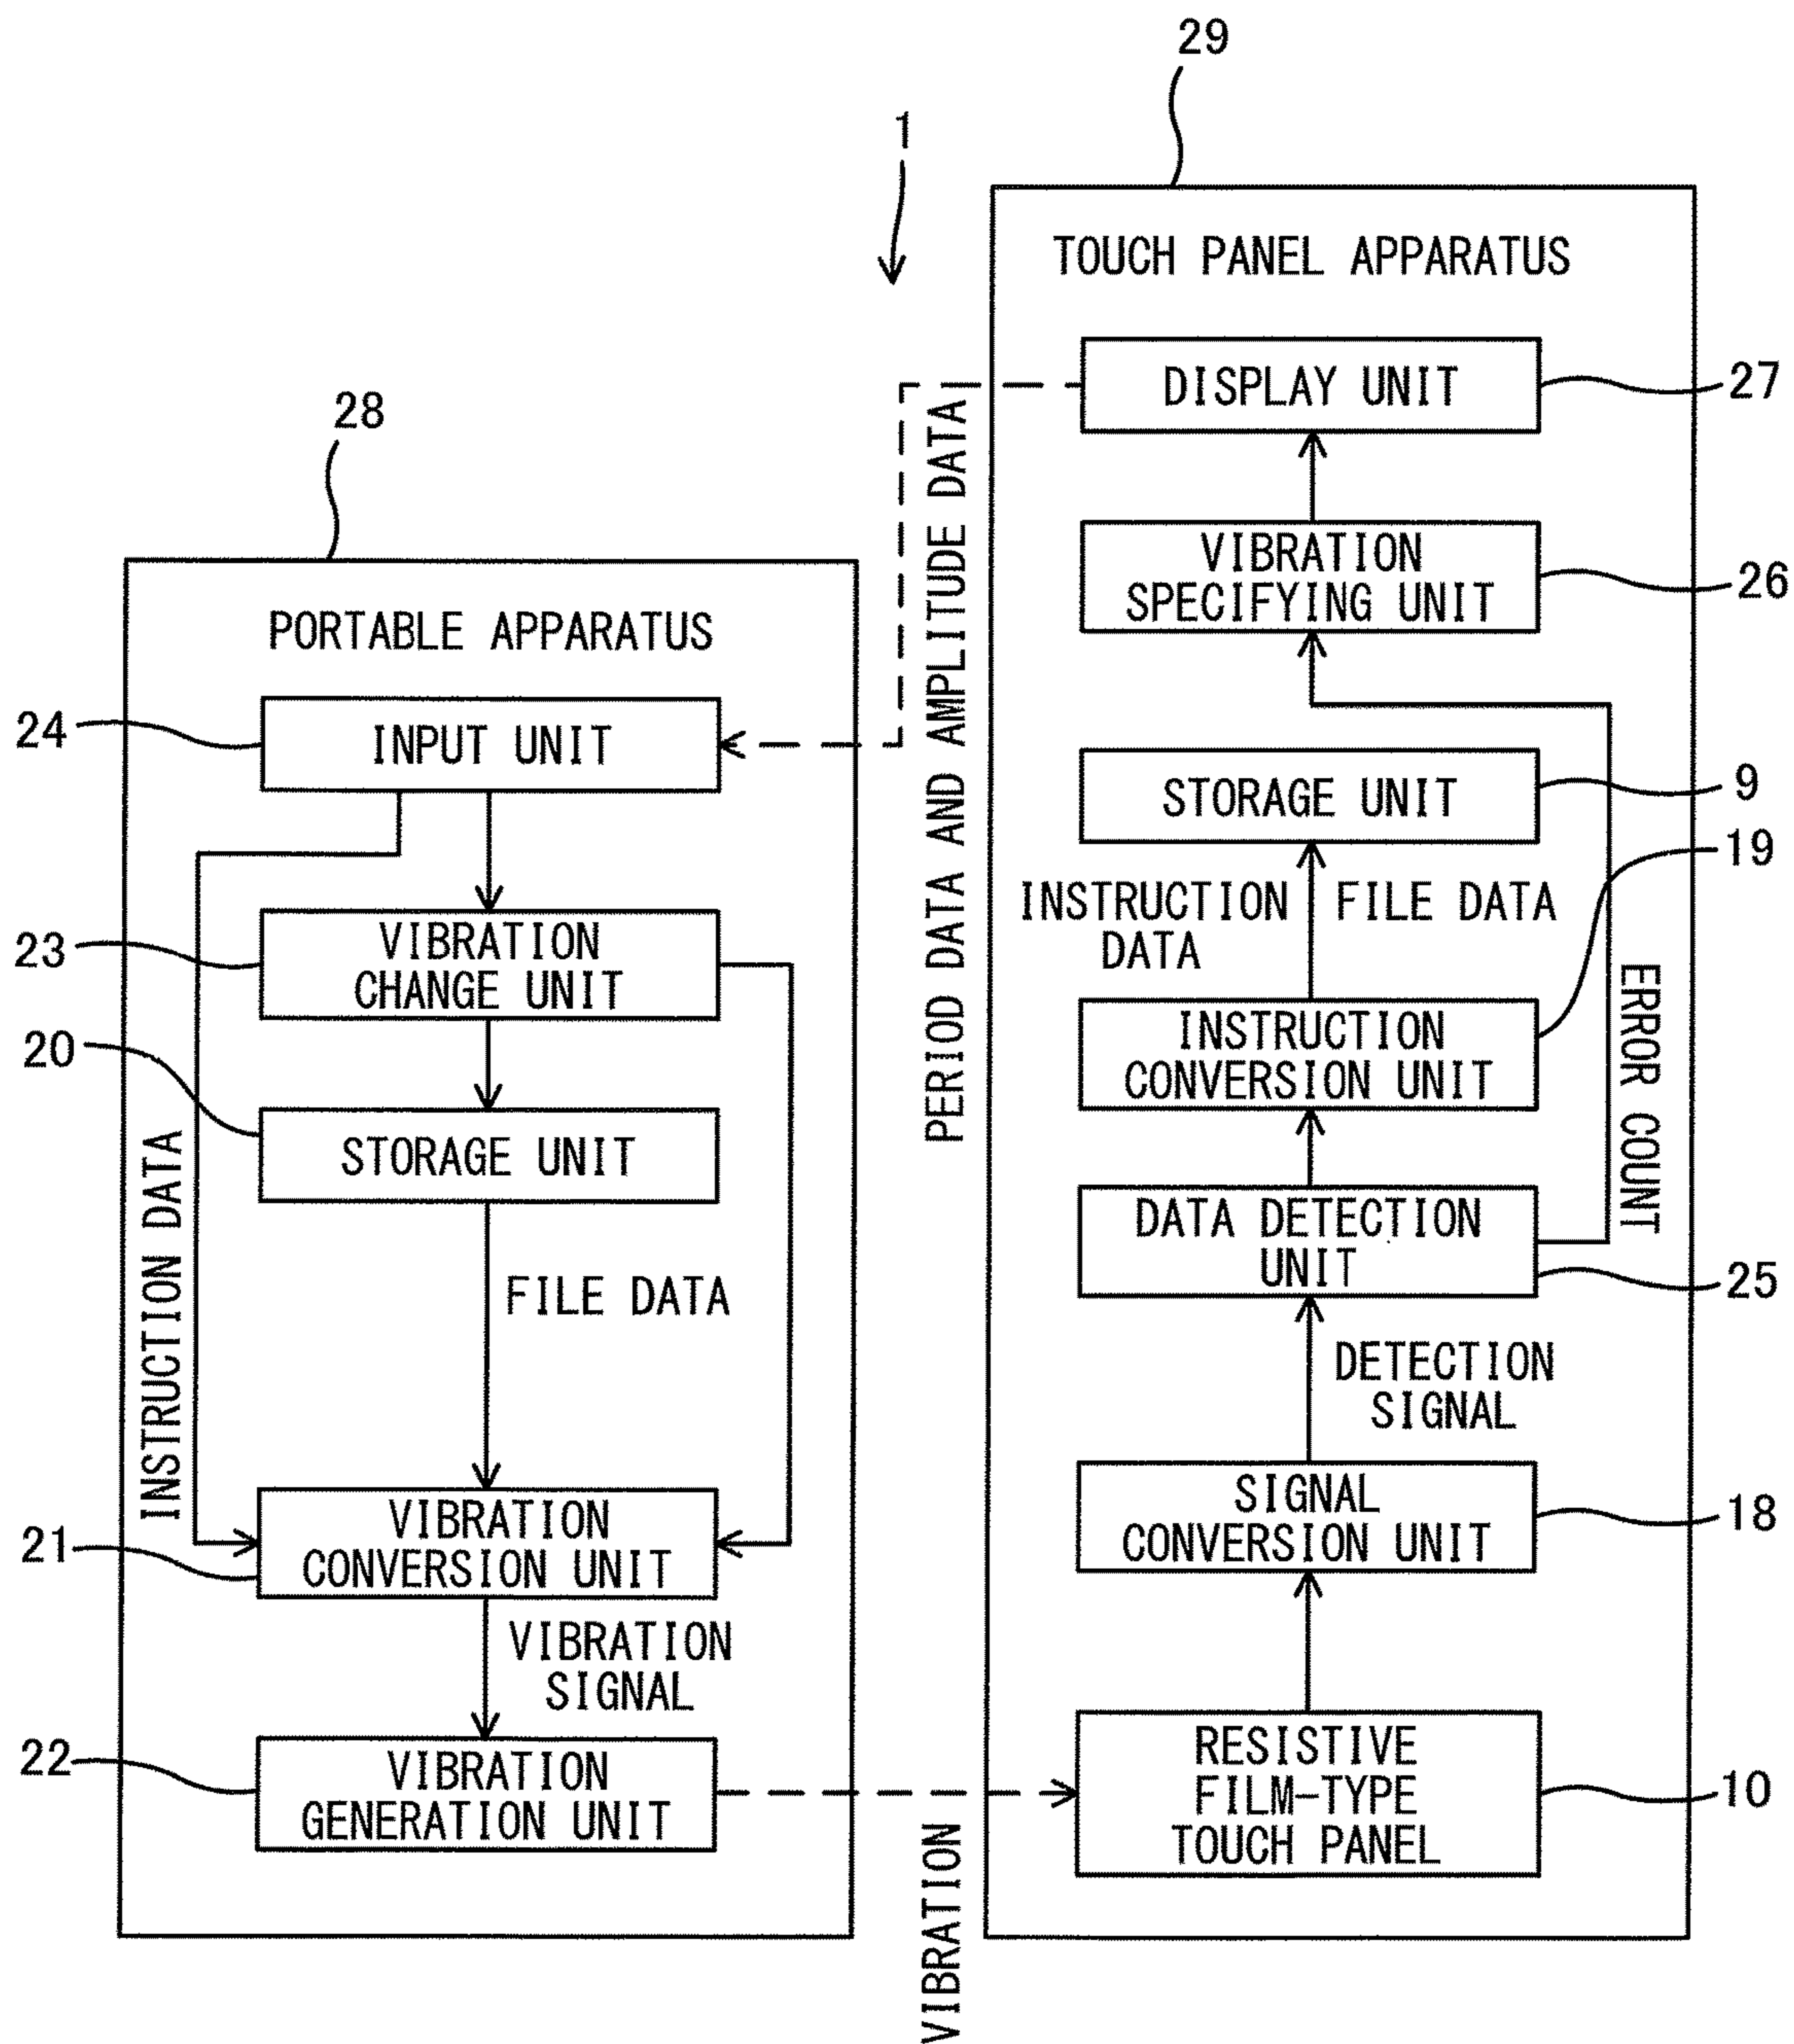 29
1
TOUCH PANEL APPARATUS
DISPLAY UNIT
27
VIBRATION
SPECIFYING UNIT
26
STORAGE UNIT
9
19
INSTRUCTION
DATA
FILE DATA
INSTRUCTION
CONVERSION UNIT
ERROR COUNT
DATA DETECTION
UNIT
25
DETECTION
SIGNAL
SIGNAL
CONVERSION UNIT
18
RESISTIVE
FILM-TYPE
TOUCH PANEL
10
PERIOD DATA AND AMPLITUDE DATA
28
PORTABLE APPARATUS
24
INPUT UNIT
23
VIBRATION
CHANGE UNIT
20
STORAGE UNIT
INSTRUCTION DATA
FILE DATA
21
VIBRATION
CONVERSION UNIT
VIBRATION
SIGNAL
22
VIBRATION
GENERATION UNIT
VIBRATION